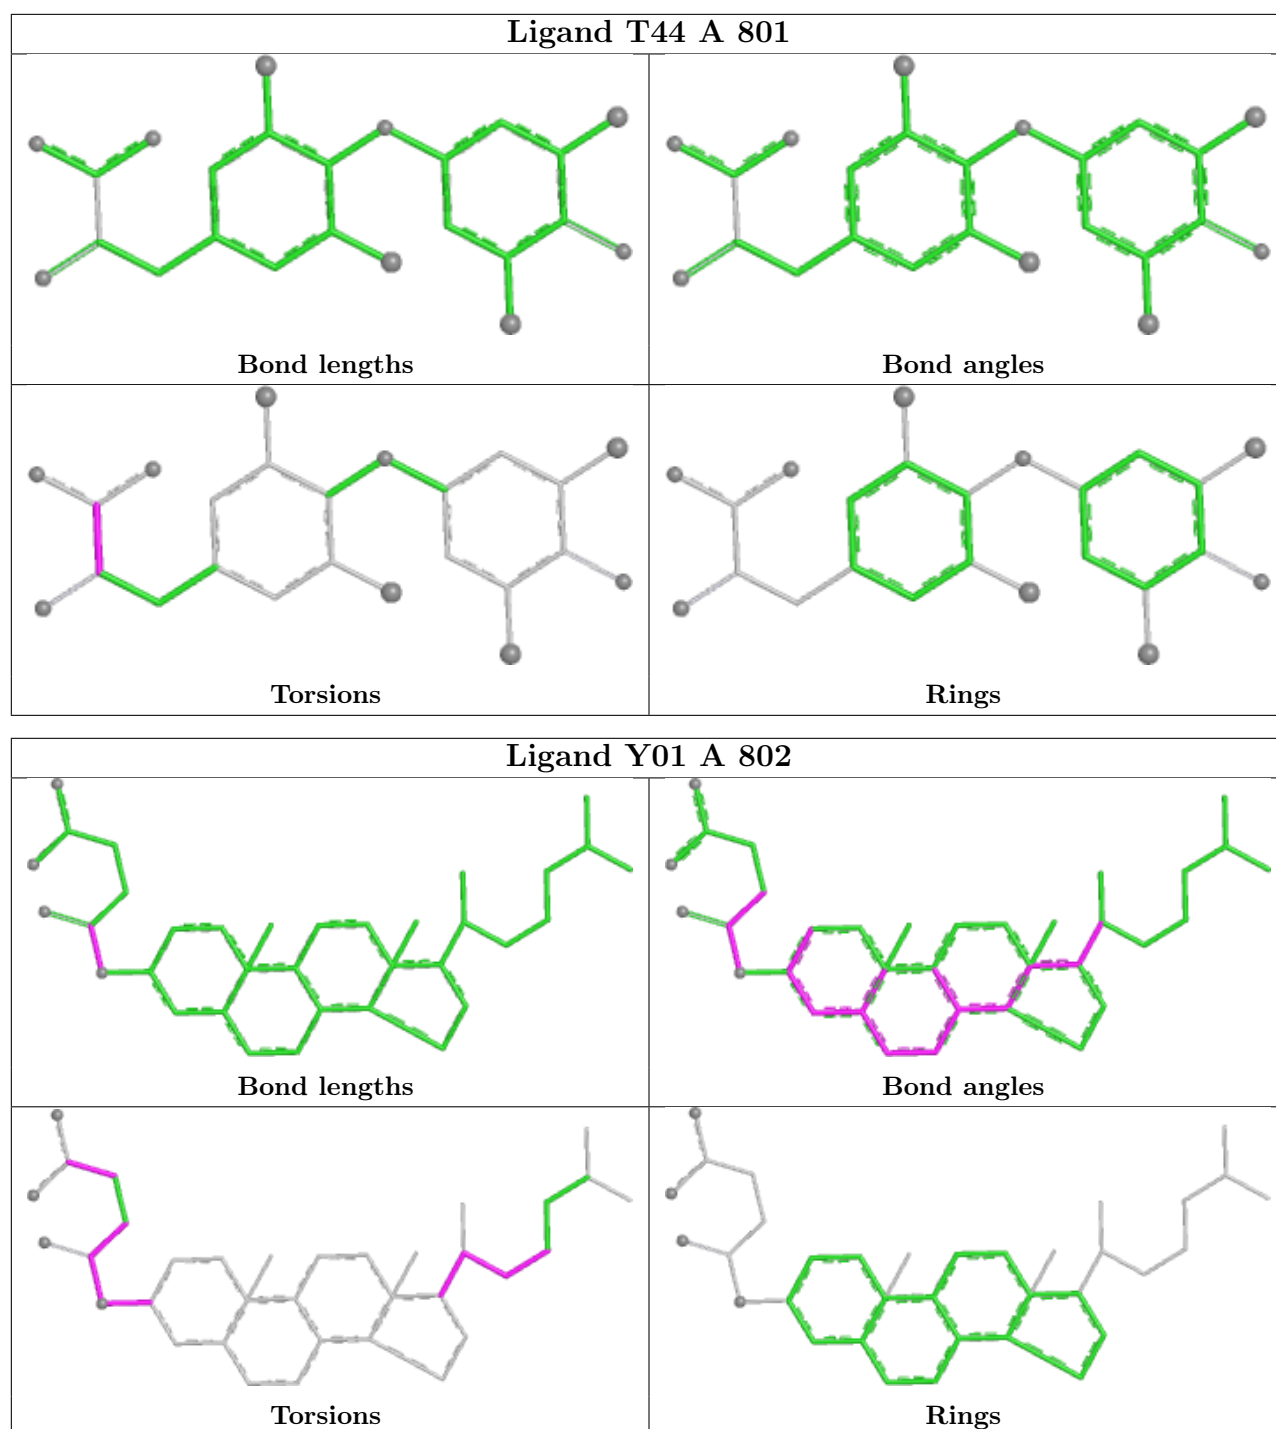 Ligand T44 A 801
Bond lengths
Bond angles
Torsions
Rings
Ligand Y01 A 802
Bond lengths
Bond angles
Torsions
Rings